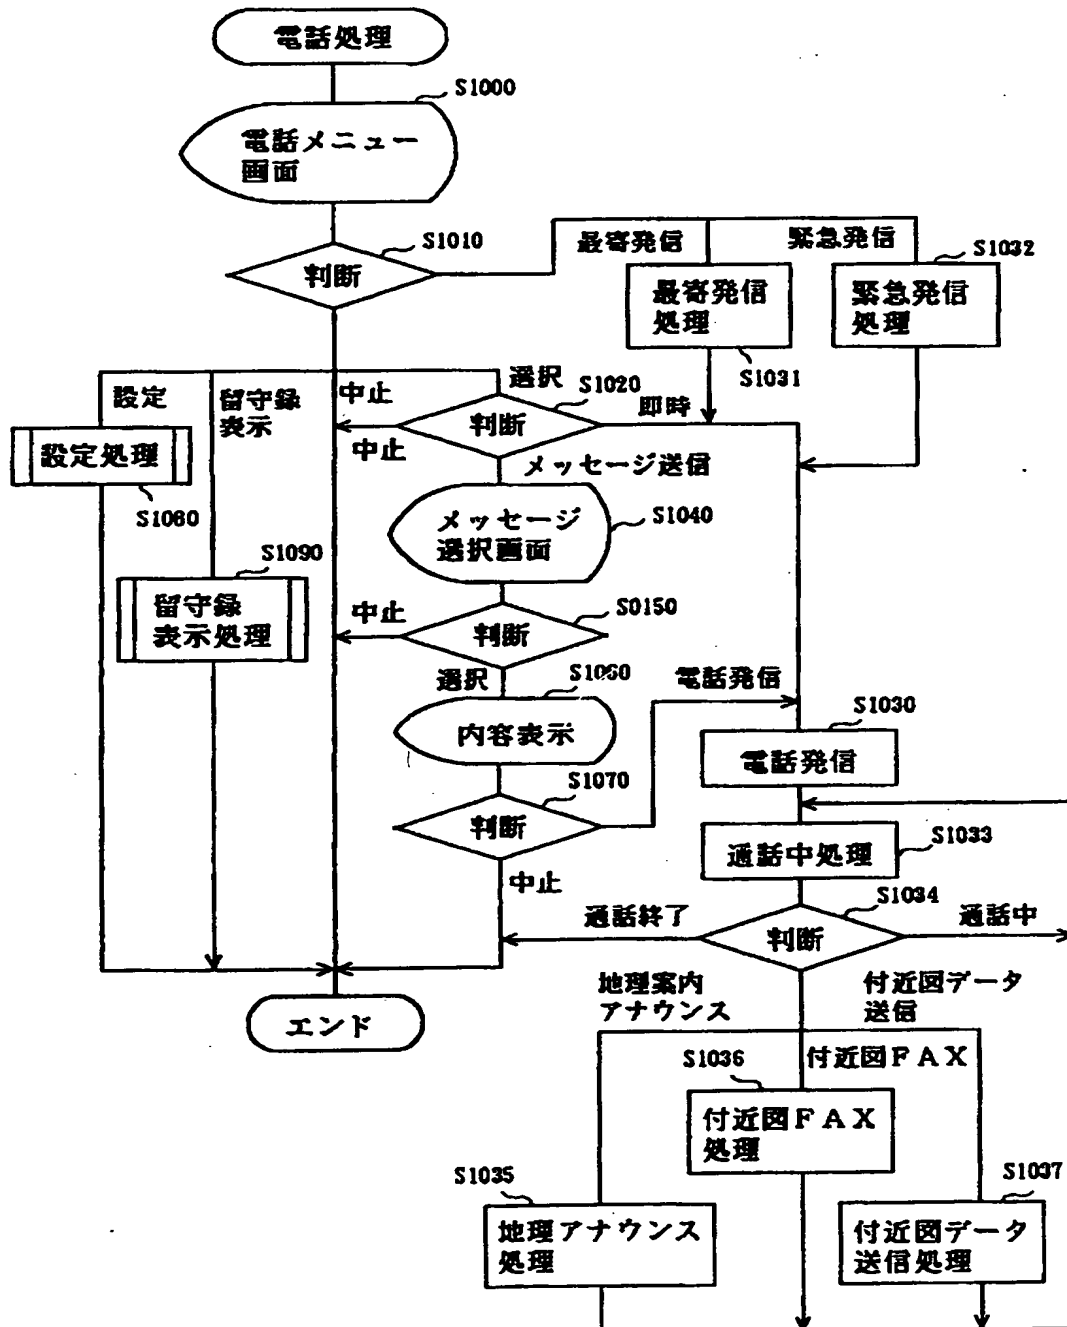 電話処理
S1000
電話メニュー
画面
S1010
判断
最寄発信
緊急発信
S1032
最寄発信
処理
緊急発信
処理
S1031
設定
留守録
表示
中止
選択
S1020
即時
判断
中止
メッセージ送信
設定処理
S1080
メッセージ
選択画面
S1040
S1090
留守録
表示処理
中止
S0150
判断
選択
S1060
電話発信
内容表示
S1030
電話発信
S1070
判断
通話中処理
S1033
中止
S1034
通話終了
判断
通話中
エンド
地理案内
アナウンス
付近図データ
送信
S1036
付近図FAX
付近図FAX
処理
S1035
S1037
地理アナウンス
処理
付近図データ
送信処理